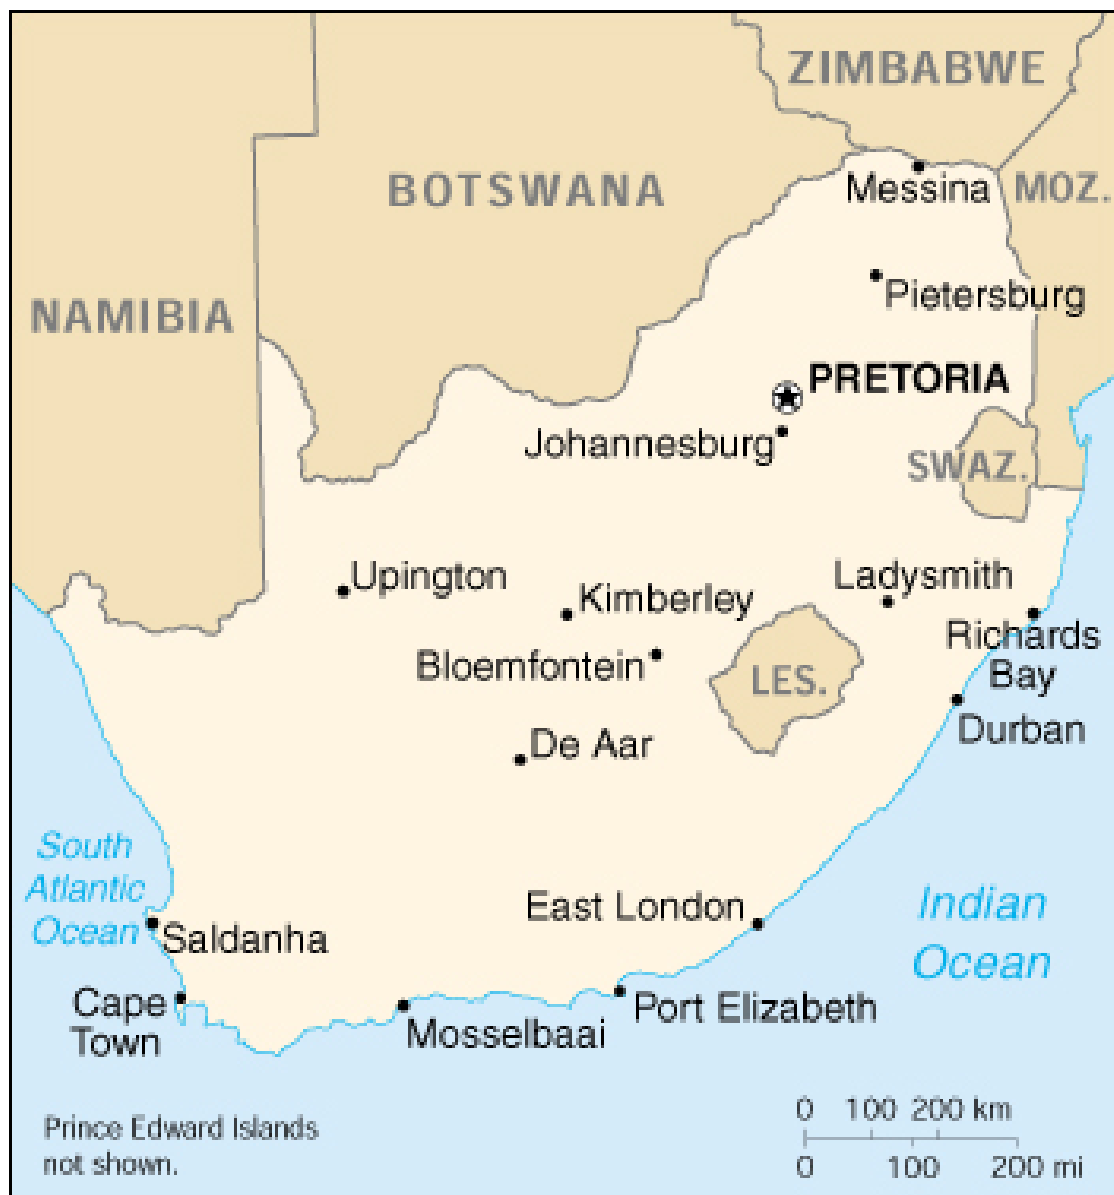 ZIMBABWE
BOTSWANA
Messina
MOZ.
Pietersburg
NAMIBIA
PRETORIA
Johannesburg
SWAZ.
Upington
Kimberley
Ladysmith
Richards
Bay
Bloemfontein
LES.
Durban
De Aar
South
Atlantic
Ocean
East London
Indian
Ocean
Saldanha
Cape
Town
Port Elizabeth
Mosselbaai
Prince Edward Islands
not shown.
0 100 200 km
0 100 200 mi